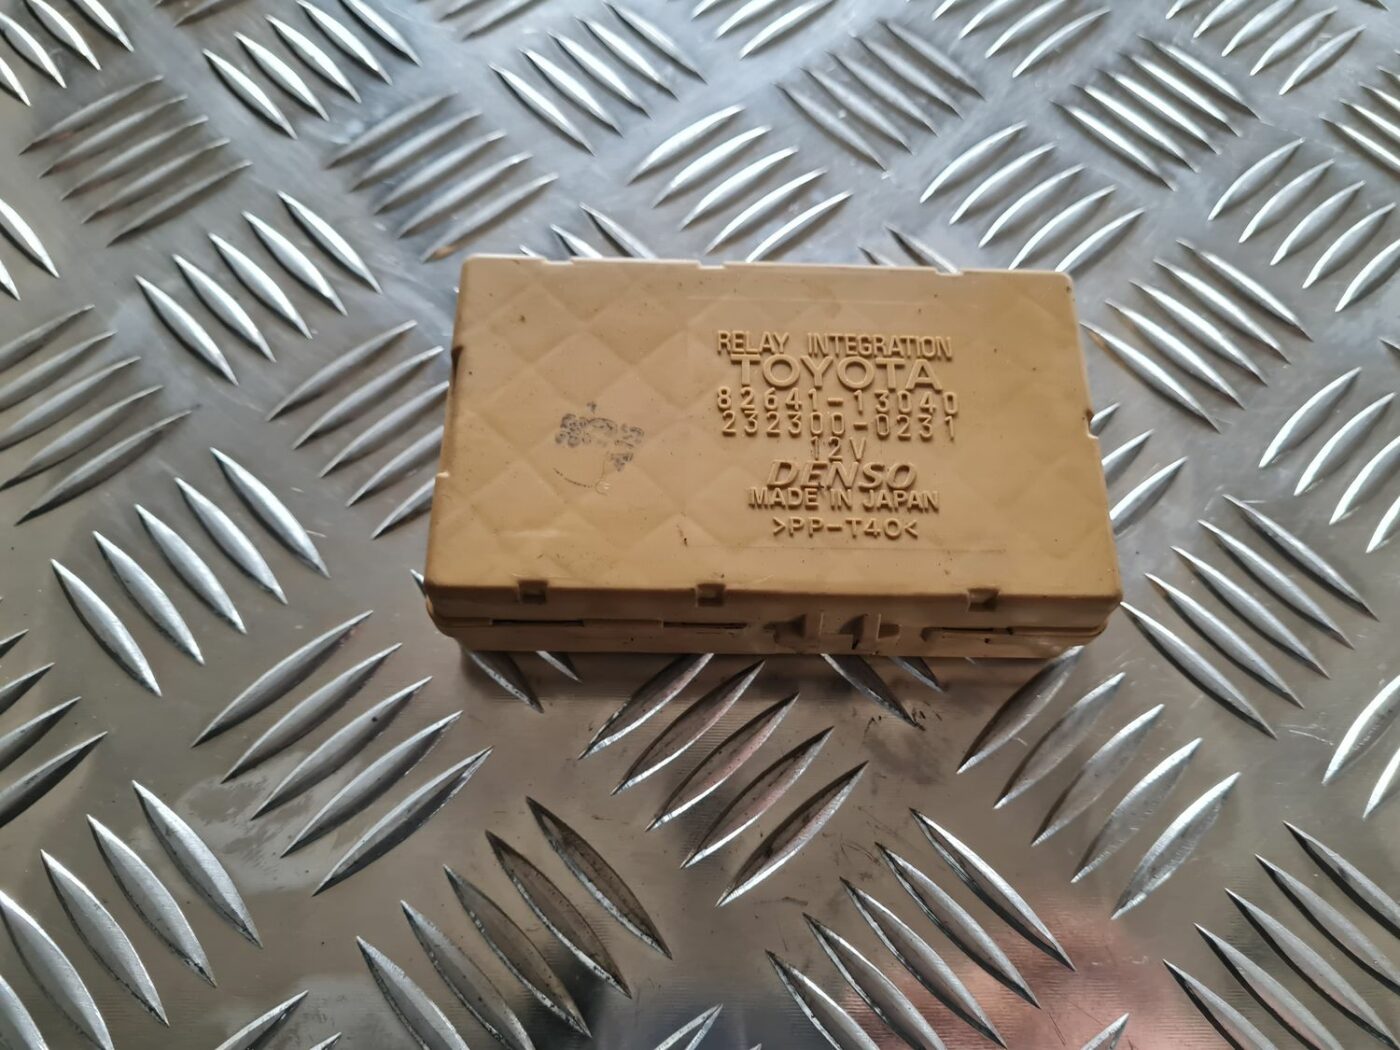 RELAY INTEGRATION
TOYOTA
82641-13040
232300-0231
12V
DENSO
MADE IN JAPAN
>PP-T40<